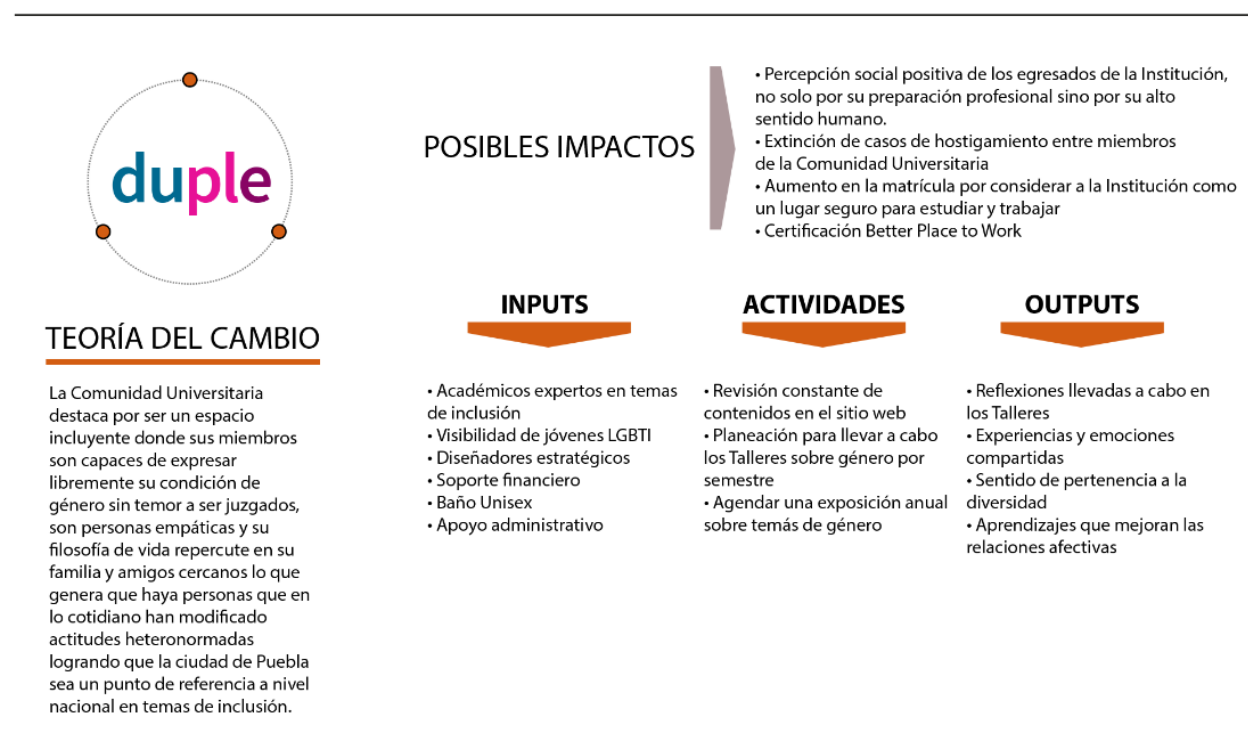 duple
TEORÍA DEL CAMBIO
La Comunidad Universitaria
destaca por ser un espacio
incluyente donde sus miembros
son capaces de expresar
libremente su condición de
género sin temor a ser juzgados,
son personas empáticas y su
filosofía de vida repercute en su
familia y amigos cercanos lo que
genera que haya personas que en
lo cotidiano han modificado
actitudes heteronormadas
logrando que la ciudad de Puebla
sea un punto de referencia a nivel
nacional en temas de inclusión.
POSIBLES IMPACTOS
• Percepción social positiva de los egresados de la Institución,
no solo por su preparación profesional sino por su alto
sentido humano.
• Extinción de casos de hostigamiento entre miembros
de la Comunidad Universitaria
• Aumento en la matrícula por considerar a la Institución como
un lugar seguro para estudiar y trabajar
• Certificación Better Place to Work
INPUTS
• Académicos expertos en temas
de inclusión
• Visibilidad de jóvenes LGBTI
• Diseñadores estratégicos
• Soporte financiero
• Baño Unisex
• Apoyo administrativo
ACTIVIDADES
• Revisión constante de
contenidos en el sitio web
• Planeación para llevar a cabo
los Talleres sobre género por
semestre
• Agendar una exposición anual
sobre temás de género
OUTPUTS
• Reflexiones llevadas a cabo en
los Talleres
• Experiencias y emociones
compartidas
• Sentido de pertenencia a la
diversidad
• Aprendizajes que mejoran las
relaciones afectivas